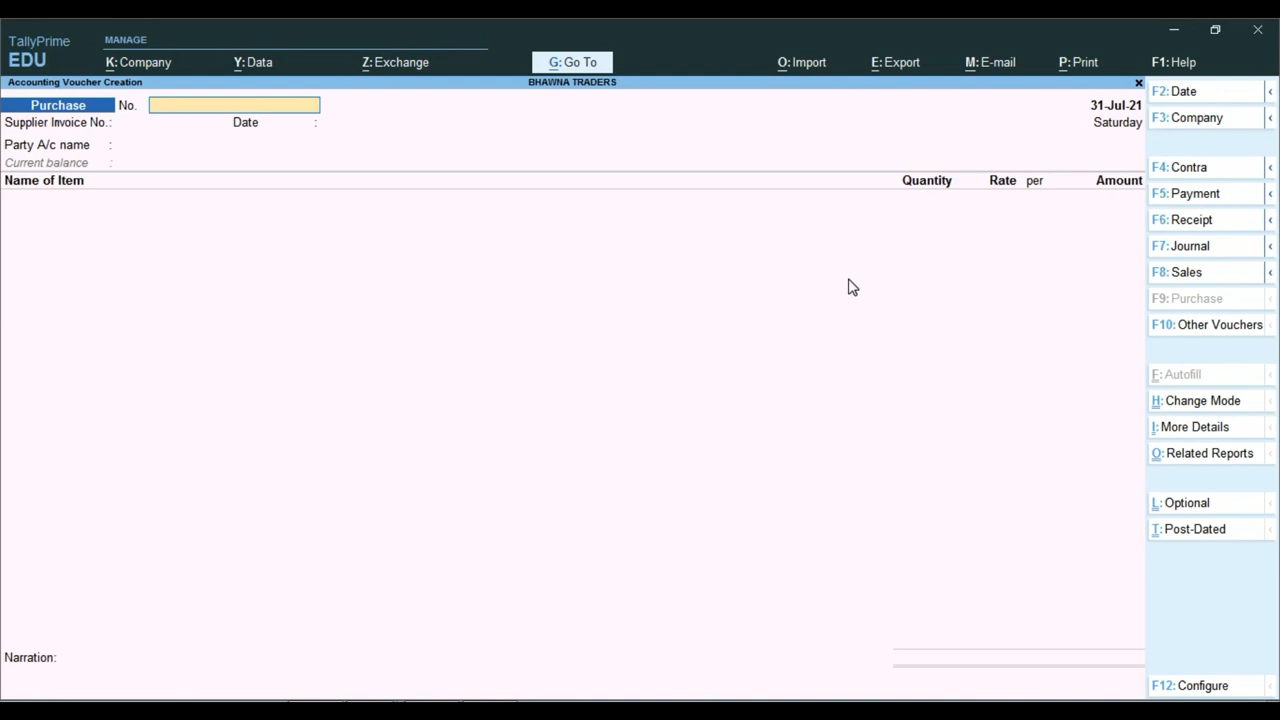 TallyPrime
EDU
MANAGE
K: Company Y: Data Z: Exchange G: Go To O: Import E: Export M: E-mail P: Print F1: Help
Accounting Voucher Creation BHAWNA TRADERS
Purchase No. 31-Jul-21
Supplier Invoice No.: Date : Saturday
Party A/c name :
Current balance :
Name of Item Quantity Rate per Amount
Narration:
F2: Date
F3: Company
F4: Contra
F5: Payment
F6: Receipt
F7: Journal
F8: Sales
F9: Purchase
F10: Other Vouchers
F: Autofill
H: Change Mode
I: More Details
O: Related Reports
L: Optional
T: Post-Dated
F12: Configure